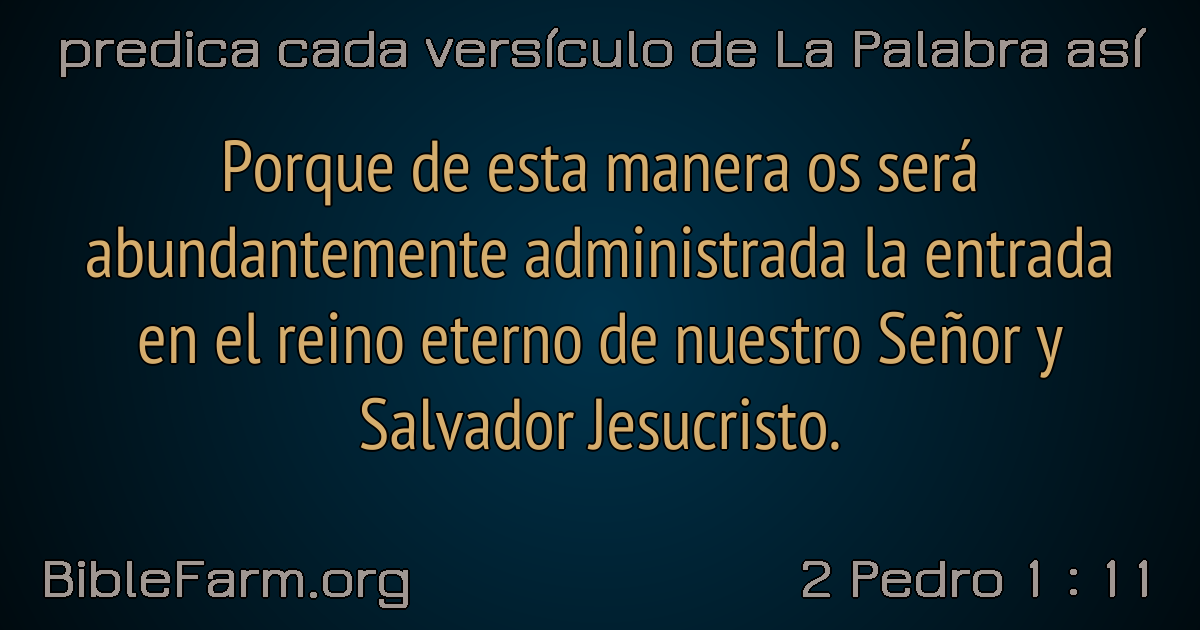 predica cada versículo de La Palabra así
Porque de esta manera os será
abundantemente administrada la entrada
en el reino eterno de nuestro Señor y
Salvador Jesucristo.
BibleFarm.org
2 Pedro 1 : 11